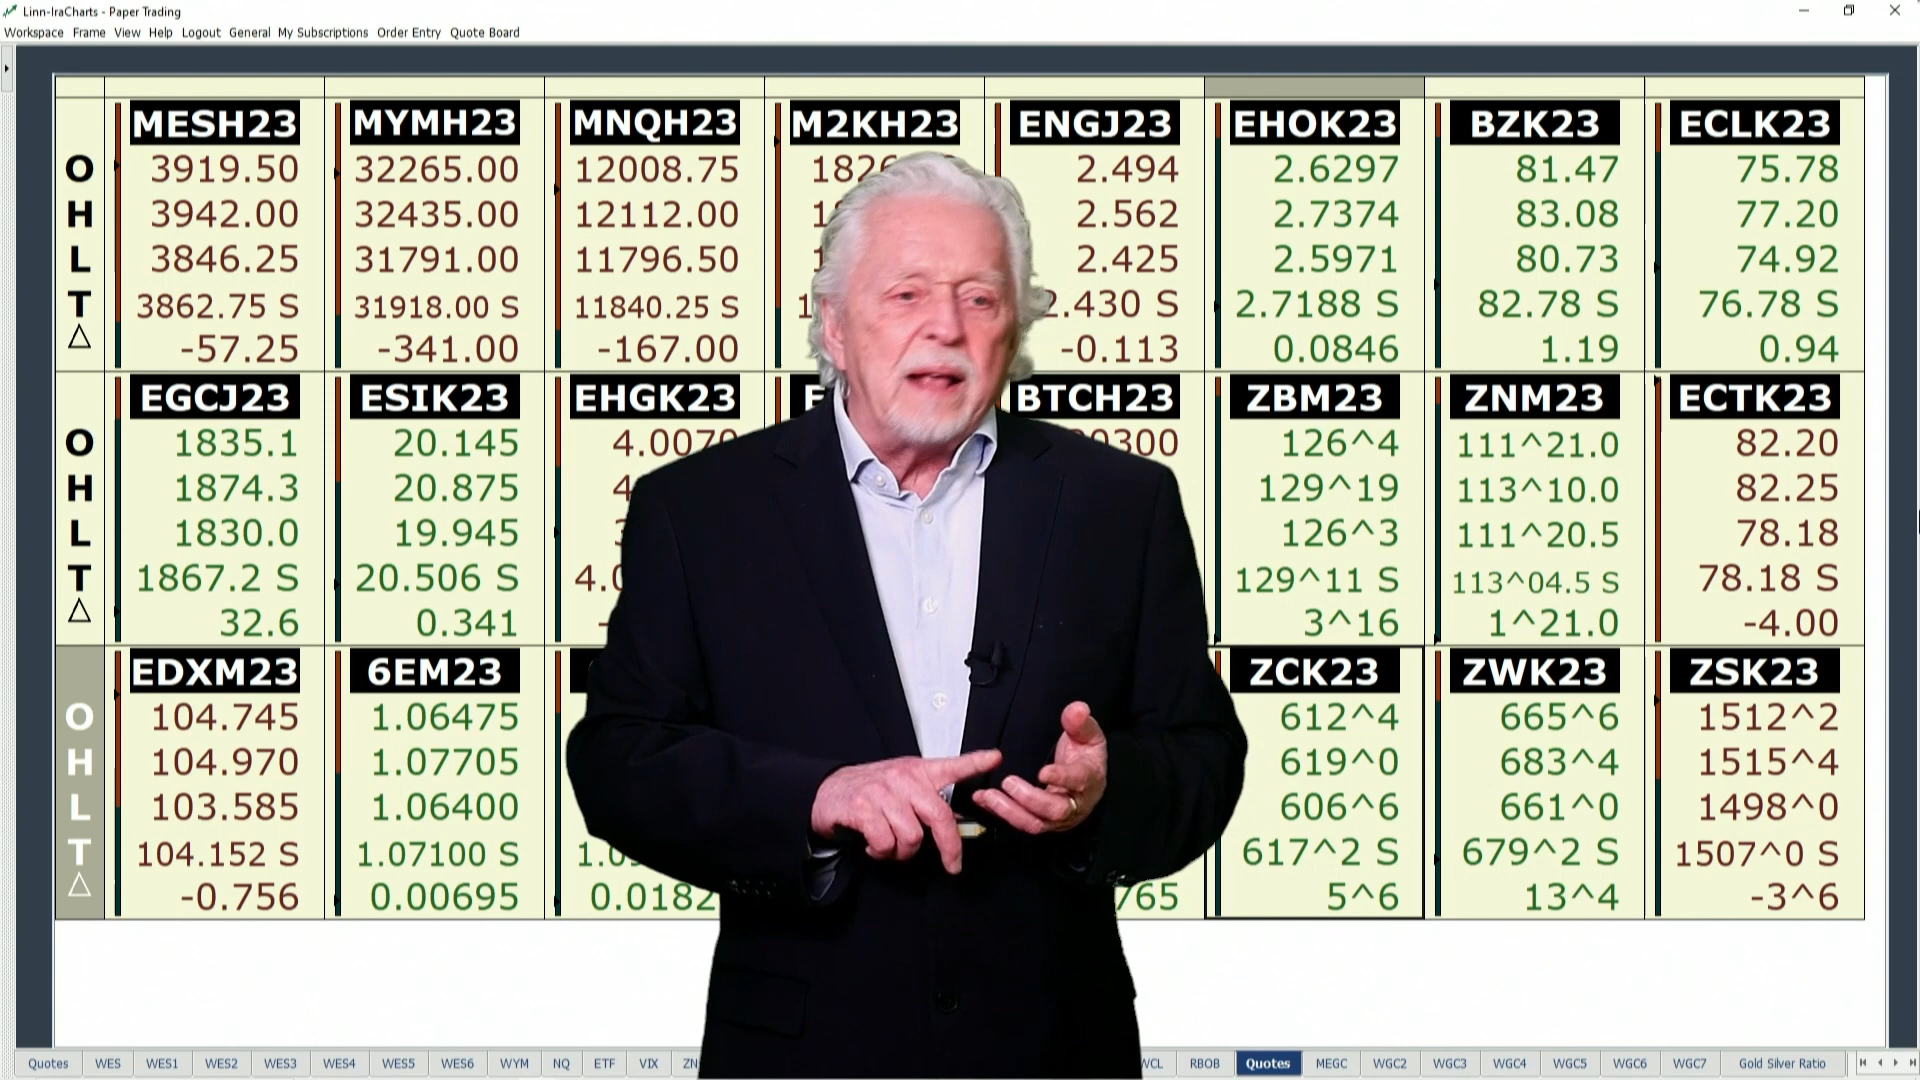 Linn-IraCharts - Paper Trading
Workspace Frame View Help Logout General My Subscriptions Order Entry Quote Board
MESH23 MYMH23 MNQH23 M2KH23 ENGJ23 EHOK23 BZK23 ECLK23
O 3919.50 32265.00 12008.75 2.494 2.6297 81.47 75.78
H 3942.00 32435.00 12112.00 2.562 2.7374 83.08 77.20
L 3846.25 31791.00 11796.50 2.425 2.5971 80.73 74.92
T 3862.75 S 31918.00 S 11840.25 S 2.430 S 2.7188 S 82.78 S 76.78 S
△ -57.25 -341.00 -167.00 -0.113 0.0846 1.19 0.94
EGCJ23 ESIK23 EHGK23 BTCH23 ZBM23 ZNM23 ECTK23
O 1835.1 20.145 4.0070 126^4 111^21.0 82.20
H 1874.3 20.875 129^19 113^10.0 82.25
L 1830.0 19.945 126^3 111^20.5 78.18
T 1867.2 S 20.506 S 129^11 S 113^04.5 S 78.18 S
△ 32.6 0.341 3^16 1^21.0 -4.00
EDXM23 6EM23 ZCK23 ZWK23 ZSK23
O 104.745 1.06475 612^4 665^6 1512^2
H 104.970 1.07705 619^0 683^4 1515^4
L 103.585 1.06400 606^6 661^0 1498^0
T 104.152 S 1.07100 S 617^2 S 679^2 S 1507^0 S
△ -0.756 0.00695 0.0182 5^6 13^4 -3^6
Quotes WES WES1 WES2 WES3 WES4 WES5 WES6 WYM NQ ETF VIX ZN WCL RBOB Quotes MEGC WGC2 WGC3 WGC4 WGC5 WGC6 WGC7 Gold Silver Ratio